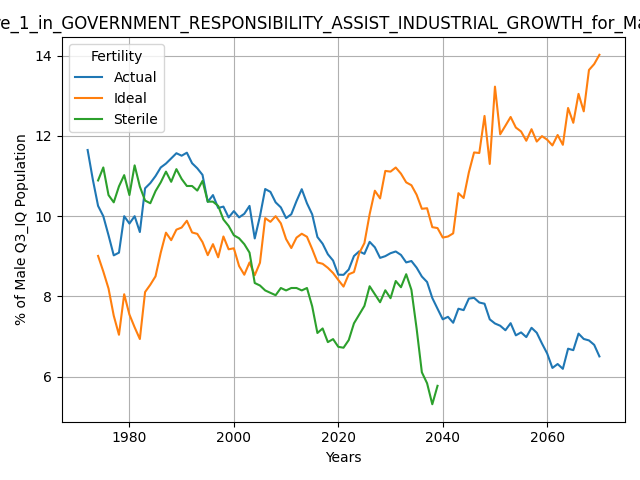 re_1_in_GOVERNMENT_RESPONSIBILITY_ASSIST_INDUSTRIAL_GROWTH_for_Ma
Fertility
Actual
Ideal
Sterile
% of Male Q3_IQ Population
14
12
10
8
6
1980 2000 2020 2040 2060
Years